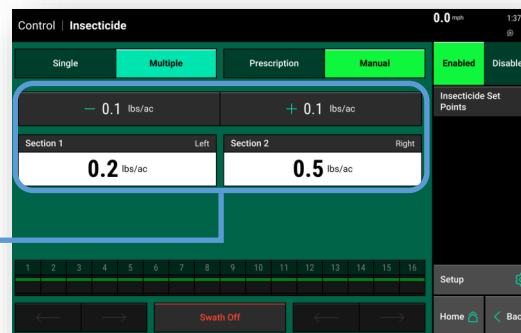 Control | Insecticide
0.0 mph
1:37
Single
Multiple
Prescription
Manual
Enabled
Disable
− 0.1 lbs/ac
+ 0.1 lbs/ac
Insecticide Set
Points
Section 1
Left
Section 2
Right
0.2 lbs/ac
0.5 lbs/ac
1 2 3 4 5 6 7 8 9 10 11 12 13 14 15 16
Setup
Swath Off
Home
Bac